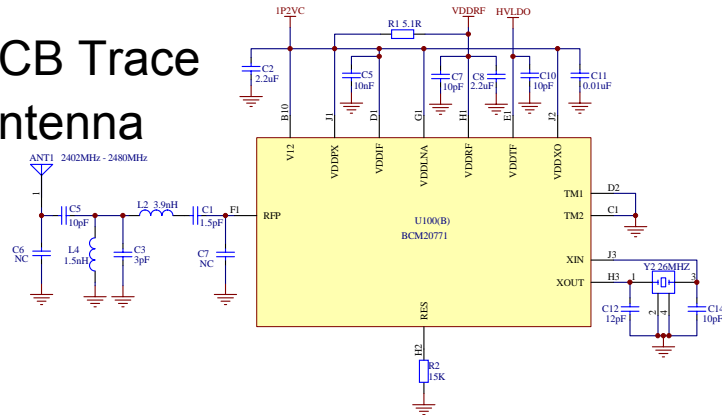 CB Trace
ntenna
1P2VC
VDDRF
HVLDO
R1 5.1R
C2
2.2uF
C5
10nF
C7
10pF
C8
2.2uF
C10
10pF
C11
0.01uF
B10
J1
D1
G1
H1
E1
J2
V12
VDDPX
VDDIF
VDDLNA
VDDRF
VDDTF
VDDXO
ANT1 2402MHz - 2480MHz
1
C5
10pF
L2 3.9nH
C1
1.5pF
F1
RFP
C6
NC
L4
1.5nH
C3
3pF
C7
NC
U100(B)
BCM20771
TM1
D2
TM2
C1
XIN
J3
XOUT
H3
Y2 26MHZ
1
3
2
4
C12
12pF
C14
10pF
RES
H2
R2
15K